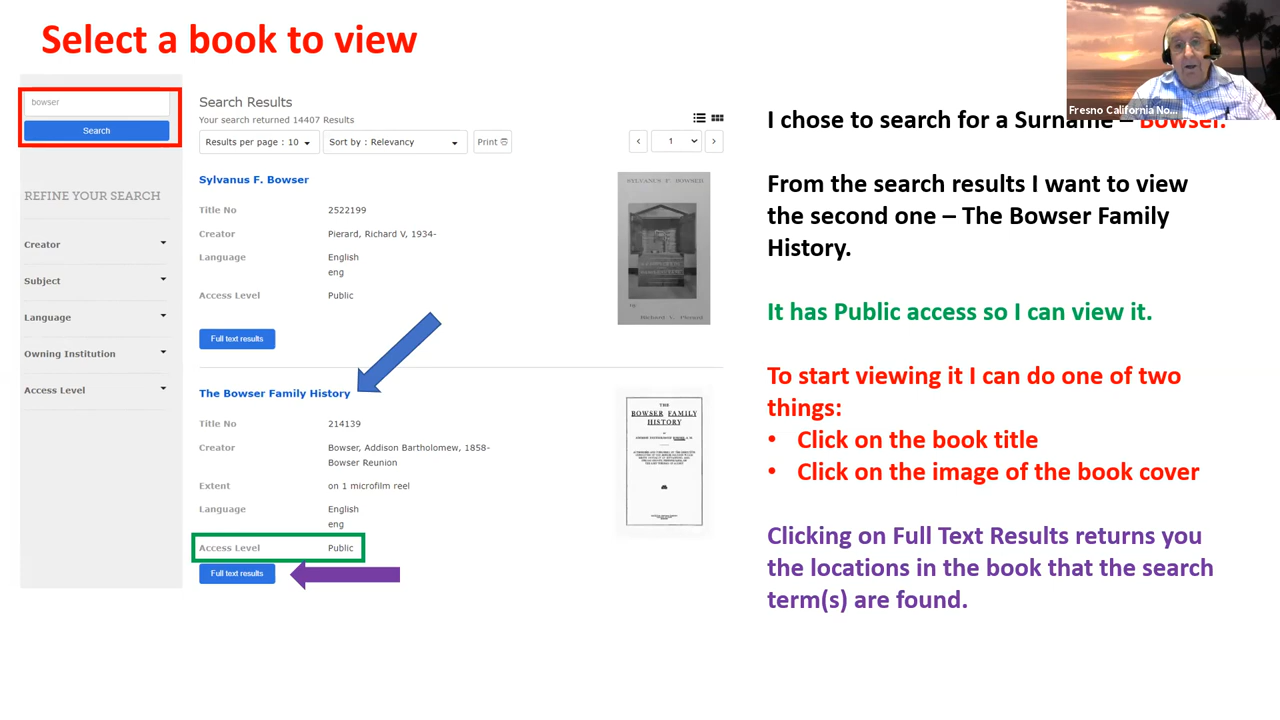 Select a book to view
Fresno California No...
bowser
Search
REFINE YOUR SEARCH
Creator
Subject
Language
Owning Institution
Access Level
Search Results
Your search returned 14407 Results
Results per page : 10
Sort by : Relevancy
Print
1
Sylvanus F. Bowser
Title No 2522199
Creator Pierard, Richard V, 1934-
Language English
eng
Access Level Public
Full text results
SYLVANUS F. BOWSER
Richard V. Pierard
The Bowser Family History
Title No 214139
Creator Bowser, Addison Bartholomew, 1858-
Bowser Reunion
Extent on 1 microfilm reel
Language English
eng
Access Level Public
Full text results
THE
BOWSER FAMILY
HISTORY
I chose to search for a Surname – Bowser.
From the search results I want to view
the second one – The Bowser Family
History.
It has Public access so I can view it.
To start viewing it I can do one of two
things:
• Click on the book title
• Click on the image of the book cover
Clicking on Full Text Results returns you
the locations in the book that the search
term(s) are found.